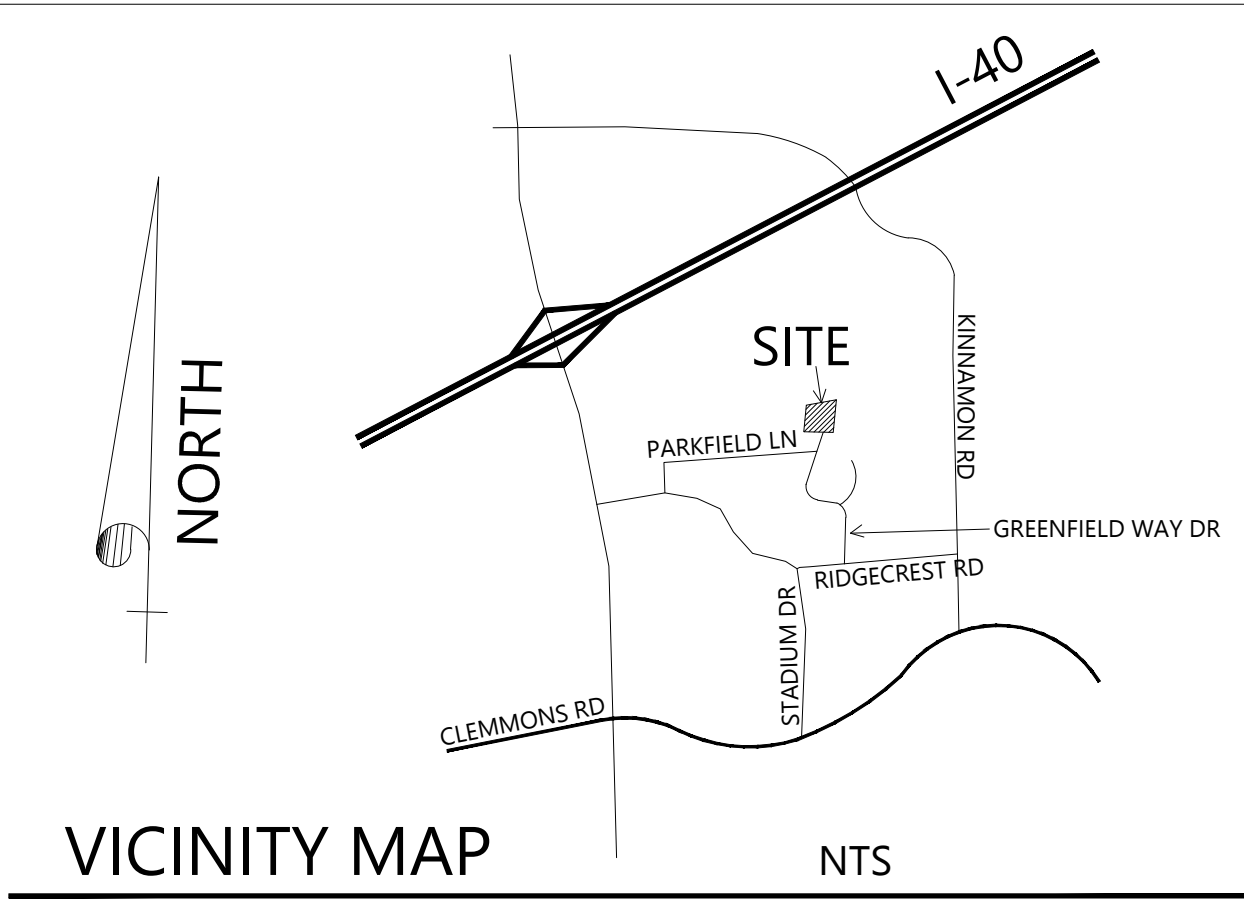 I-40
NORTH
SITE
KINNAMON RD
PARKFIELD LN
GREENFIELD WAY DR
RIDGECREST RD
STADIUM DR
CLEMMONS RD
VICINITY MAP
NTS